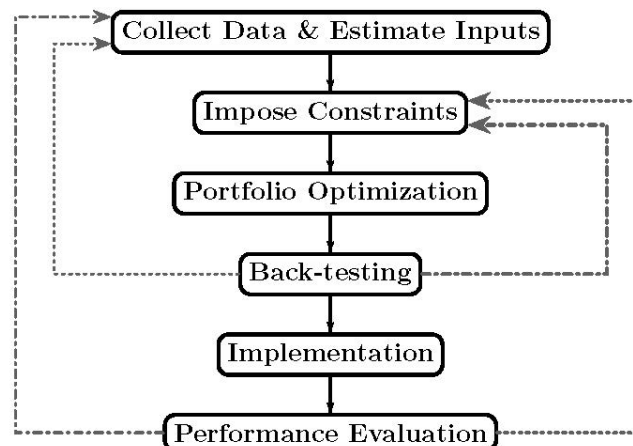 Collect Data & Estimate Inputs
Impose Constraints
Portfolio Optimization
Back-testing
Implementation
Performance Evaluation